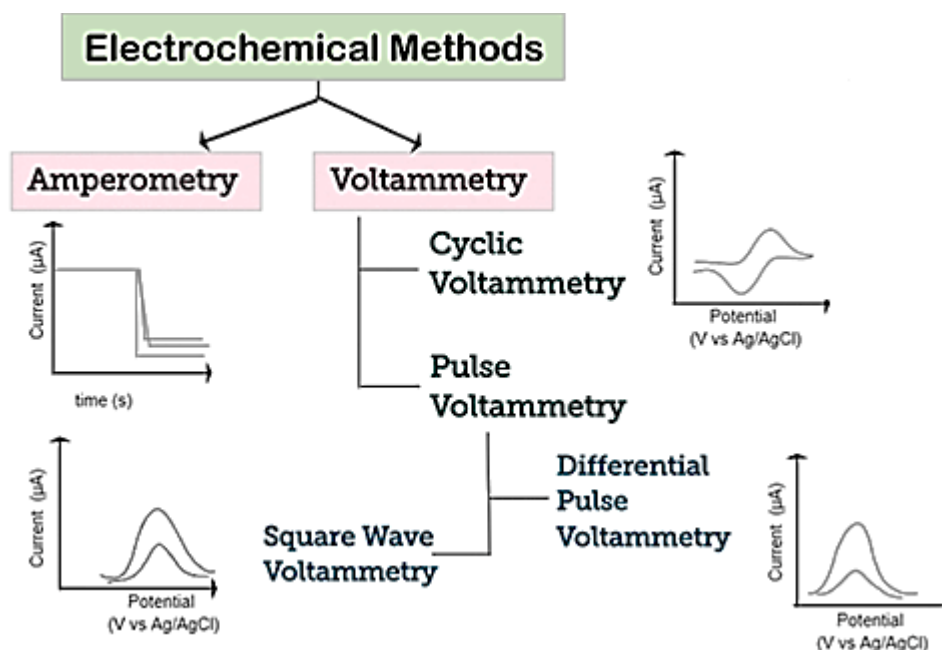 Electrochemical Methods
Amperometry
Voltammetry
Current (μA)
time (s)
Cyclic
Voltammetry
Current (μA)
Potential
(V vs Ag/AgCl)
Pulse
Voltammetry
Differential
Pulse
Voltammetry
Square Wave
Voltammetry
Current (μA)
Potential
(V vs Ag/AgCl)
Current (μA)
Potential
(V vs Ag/AgCl)